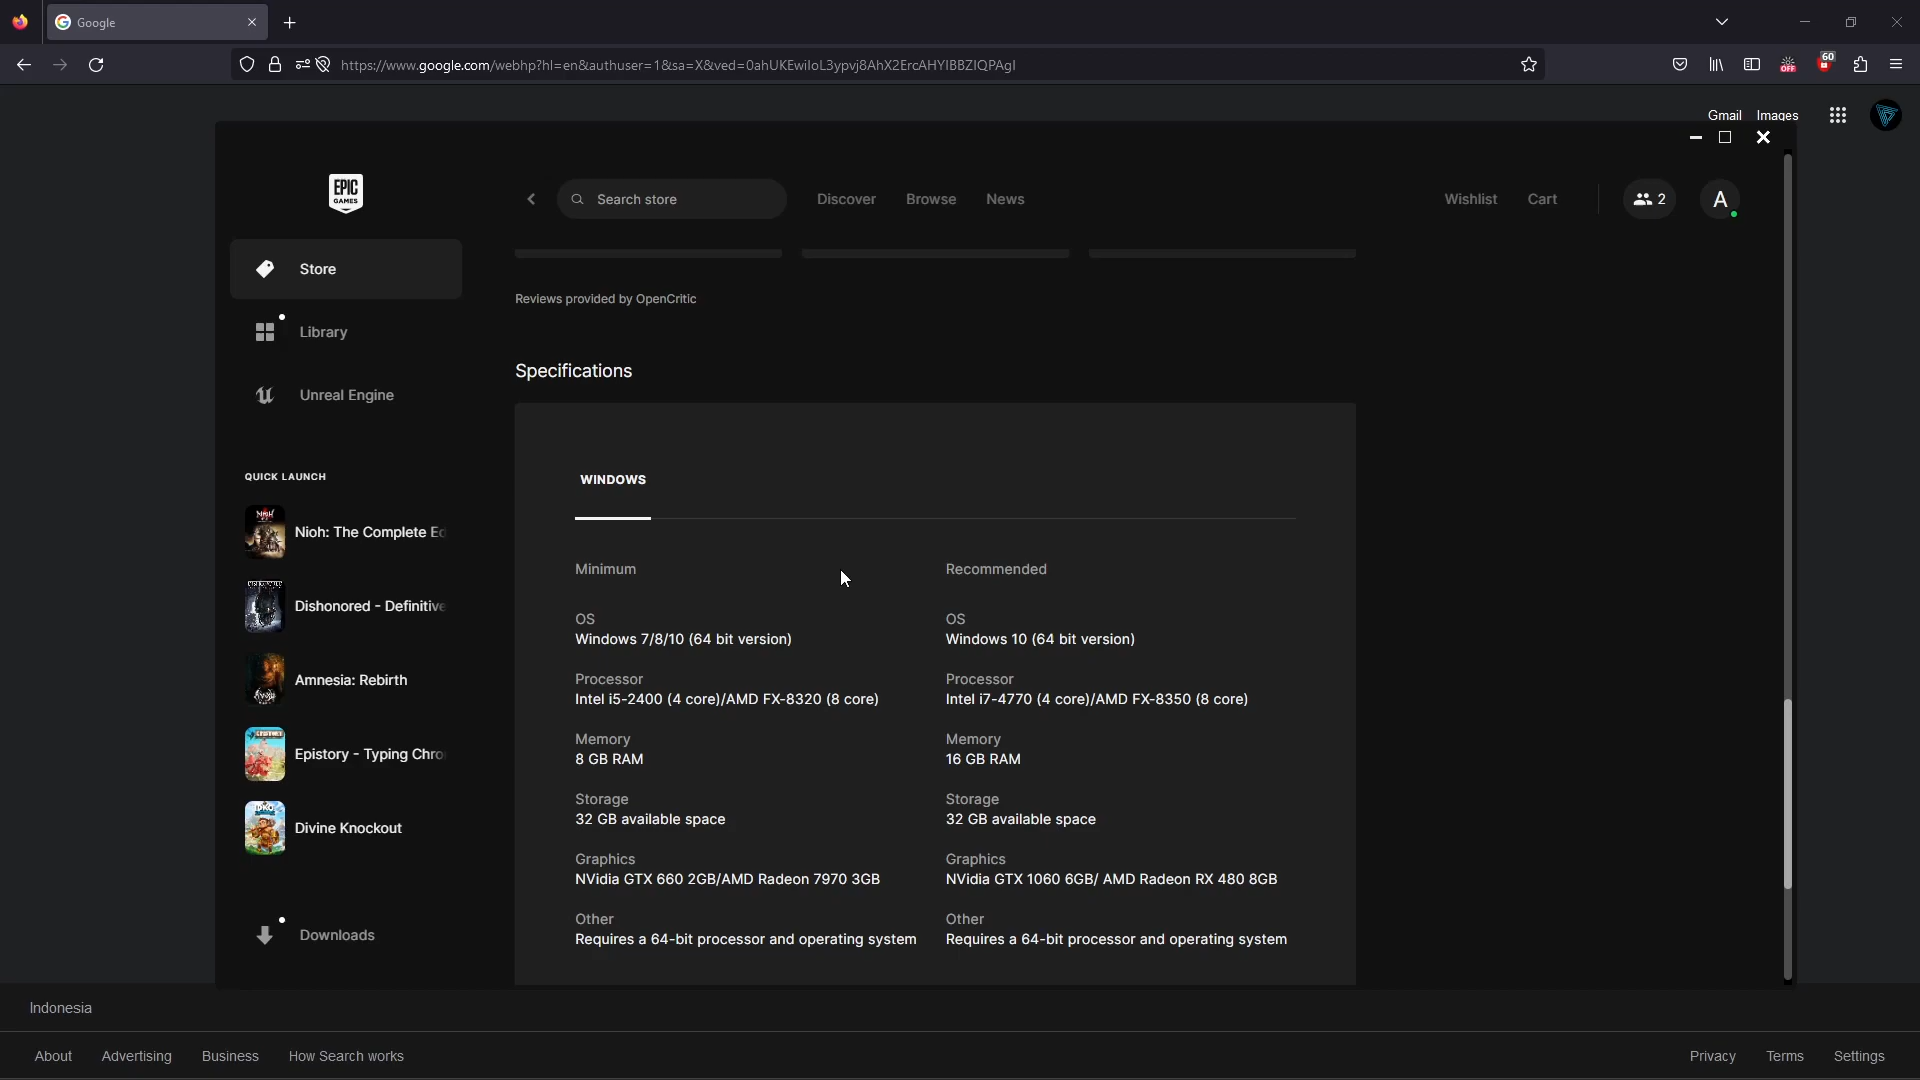 Google
https://www.google.com/webhp?hl=en&authuser=1&sa=X&ved=0ahUKEwiloL3ypvj8AhX2ErcAHYIBBZIQPAgI
OFF
60
Gmail Images
EPIC
GAMES
Search store
Discover
Browse
News
Wishlist
Cart
2
A
Store
Library
Unreal Engine
Reviews provided by OpenCritic
Specifications
QUICK LAUNCH
Nioh: The Complete Ed
Dishonored - Definitive
Amnesia: Rebirth
Epistory - Typing Chro
Divine Knockout
Downloads
WINDOWS
Minimum
OS
Windows 7/8/10 (64 bit version)
Processor
Intel i5-2400 (4 core)/AMD FX-8320 (8 core)
Memory
8 GB RAM
Storage
32 GB available space
Graphics
NVidia GTX 660 2GB/AMD Radeon 7970 3GB
Other
Requires a 64-bit processor and operating system
Recommended
OS
Windows 10 (64 bit version)
Processor
Intel i7-4770 (4 core)/AMD FX-8350 (8 core)
Memory
16 GB RAM
Storage
32 GB available space
Graphics
NVidia GTX 1060 6GB/ AMD Radeon RX 480 8GB
Other
Requires a 64-bit processor and operating system
Indonesia
About
Advertising
Business
How Search works
Privacy
Terms
Settings